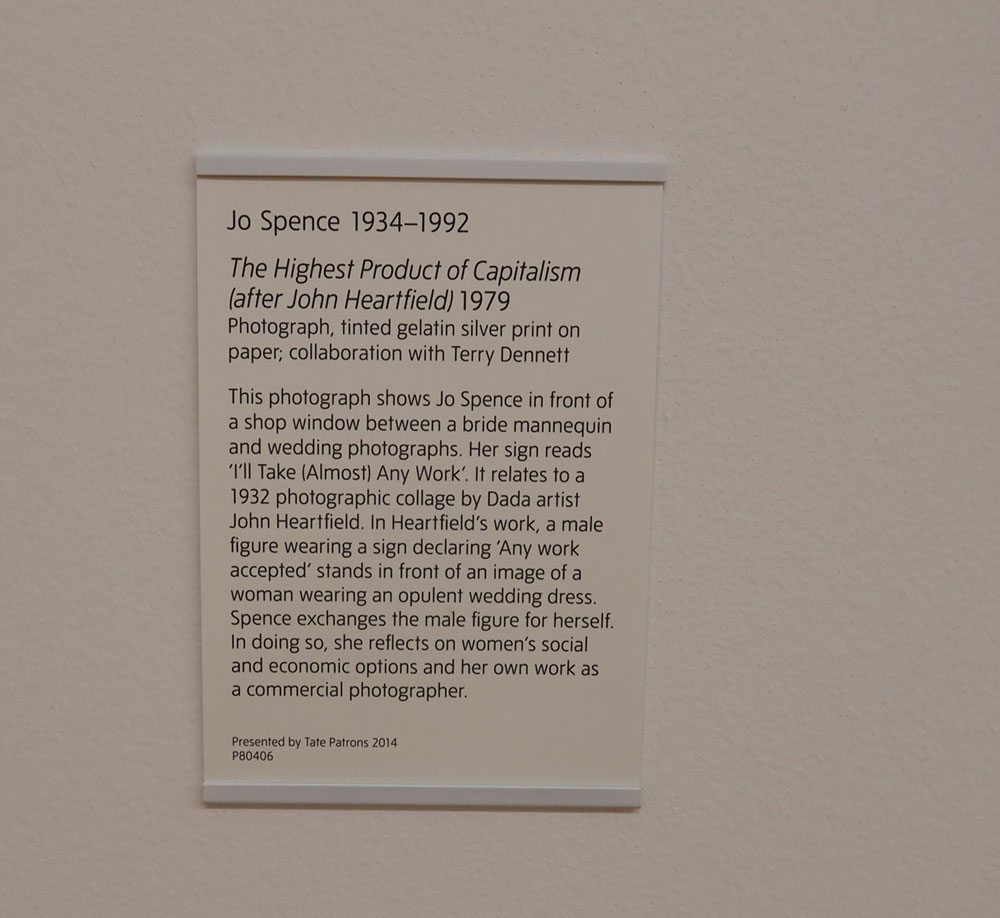 Jo Spence 1934–1992
The Highest Product of Capitalism
(after John Heartfield) 1979
Photograph, tinted gelatin silver print on
paper; collaboration with Terry Dennett
This photograph shows Jo Spence in front of
a shop window between a bride mannequin
and wedding photographs. Her sign reads
‘I’ll Take (Almost) Any Work’. It relates to a
1932 photographic collage by Dada artist
John Heartfield. In Heartfield’s work, a male
figure wearing a sign declaring ‘Any work
accepted’ stands in front of an image of a
woman wearing an opulent wedding dress.
Spence exchanges the male figure for herself.
In doing so, she reflects on women’s social
and economic options and her own work as
a commercial photographer.
Presented by Tate Patrons 2014
P80406